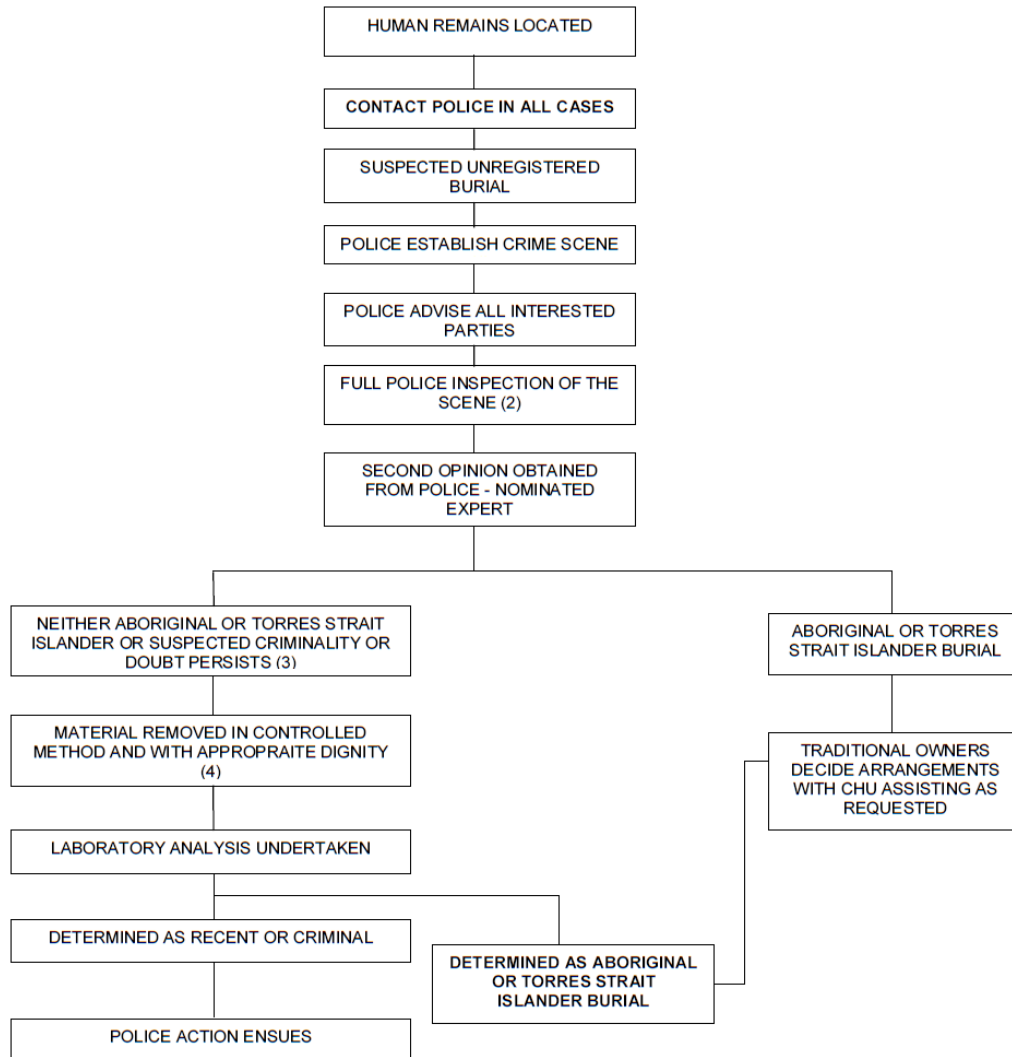 HUMAN REMAINS LOCATED
CONTACT POLICE IN ALL CASES
SUSPECTED UNREGISTERED
BURIAL
POLICE ESTABLISH CRIME SCENE
POLICE ADVISE ALL INTERESTED
PARTIES
FULL POLICE INSPECTION OF THE
SCENE (2)
SECOND OPINION OBTAINED
FROM POLICE - NOMINATED
EXPERT
NEITHER ABORIGINAL OR TORRES STRAIT
ISLANDER OR SUSPECTED CRIMINALITY OR
DOUBT PERSISTS (3)
ABORIGINAL OR TORRES
STRAIT ISLANDER BURIAL
MATERIAL REMOVED IN CONTROLLED
METHOD AND WITH APPROPRAITE DIGNITY
(4)
TRADITIONAL OWNERS
DECIDE ARRANGEMENTS
WITH CHU ASSISTING AS
REQUESTED
LABORATORY ANALYSIS UNDERTAKEN
DETERMINED AS RECENT OR CRIMINAL
DETERMINED AS ABORIGINAL
OR TORRES STRAIT
ISLANDER BURIAL
POLICE ACTION ENSUES